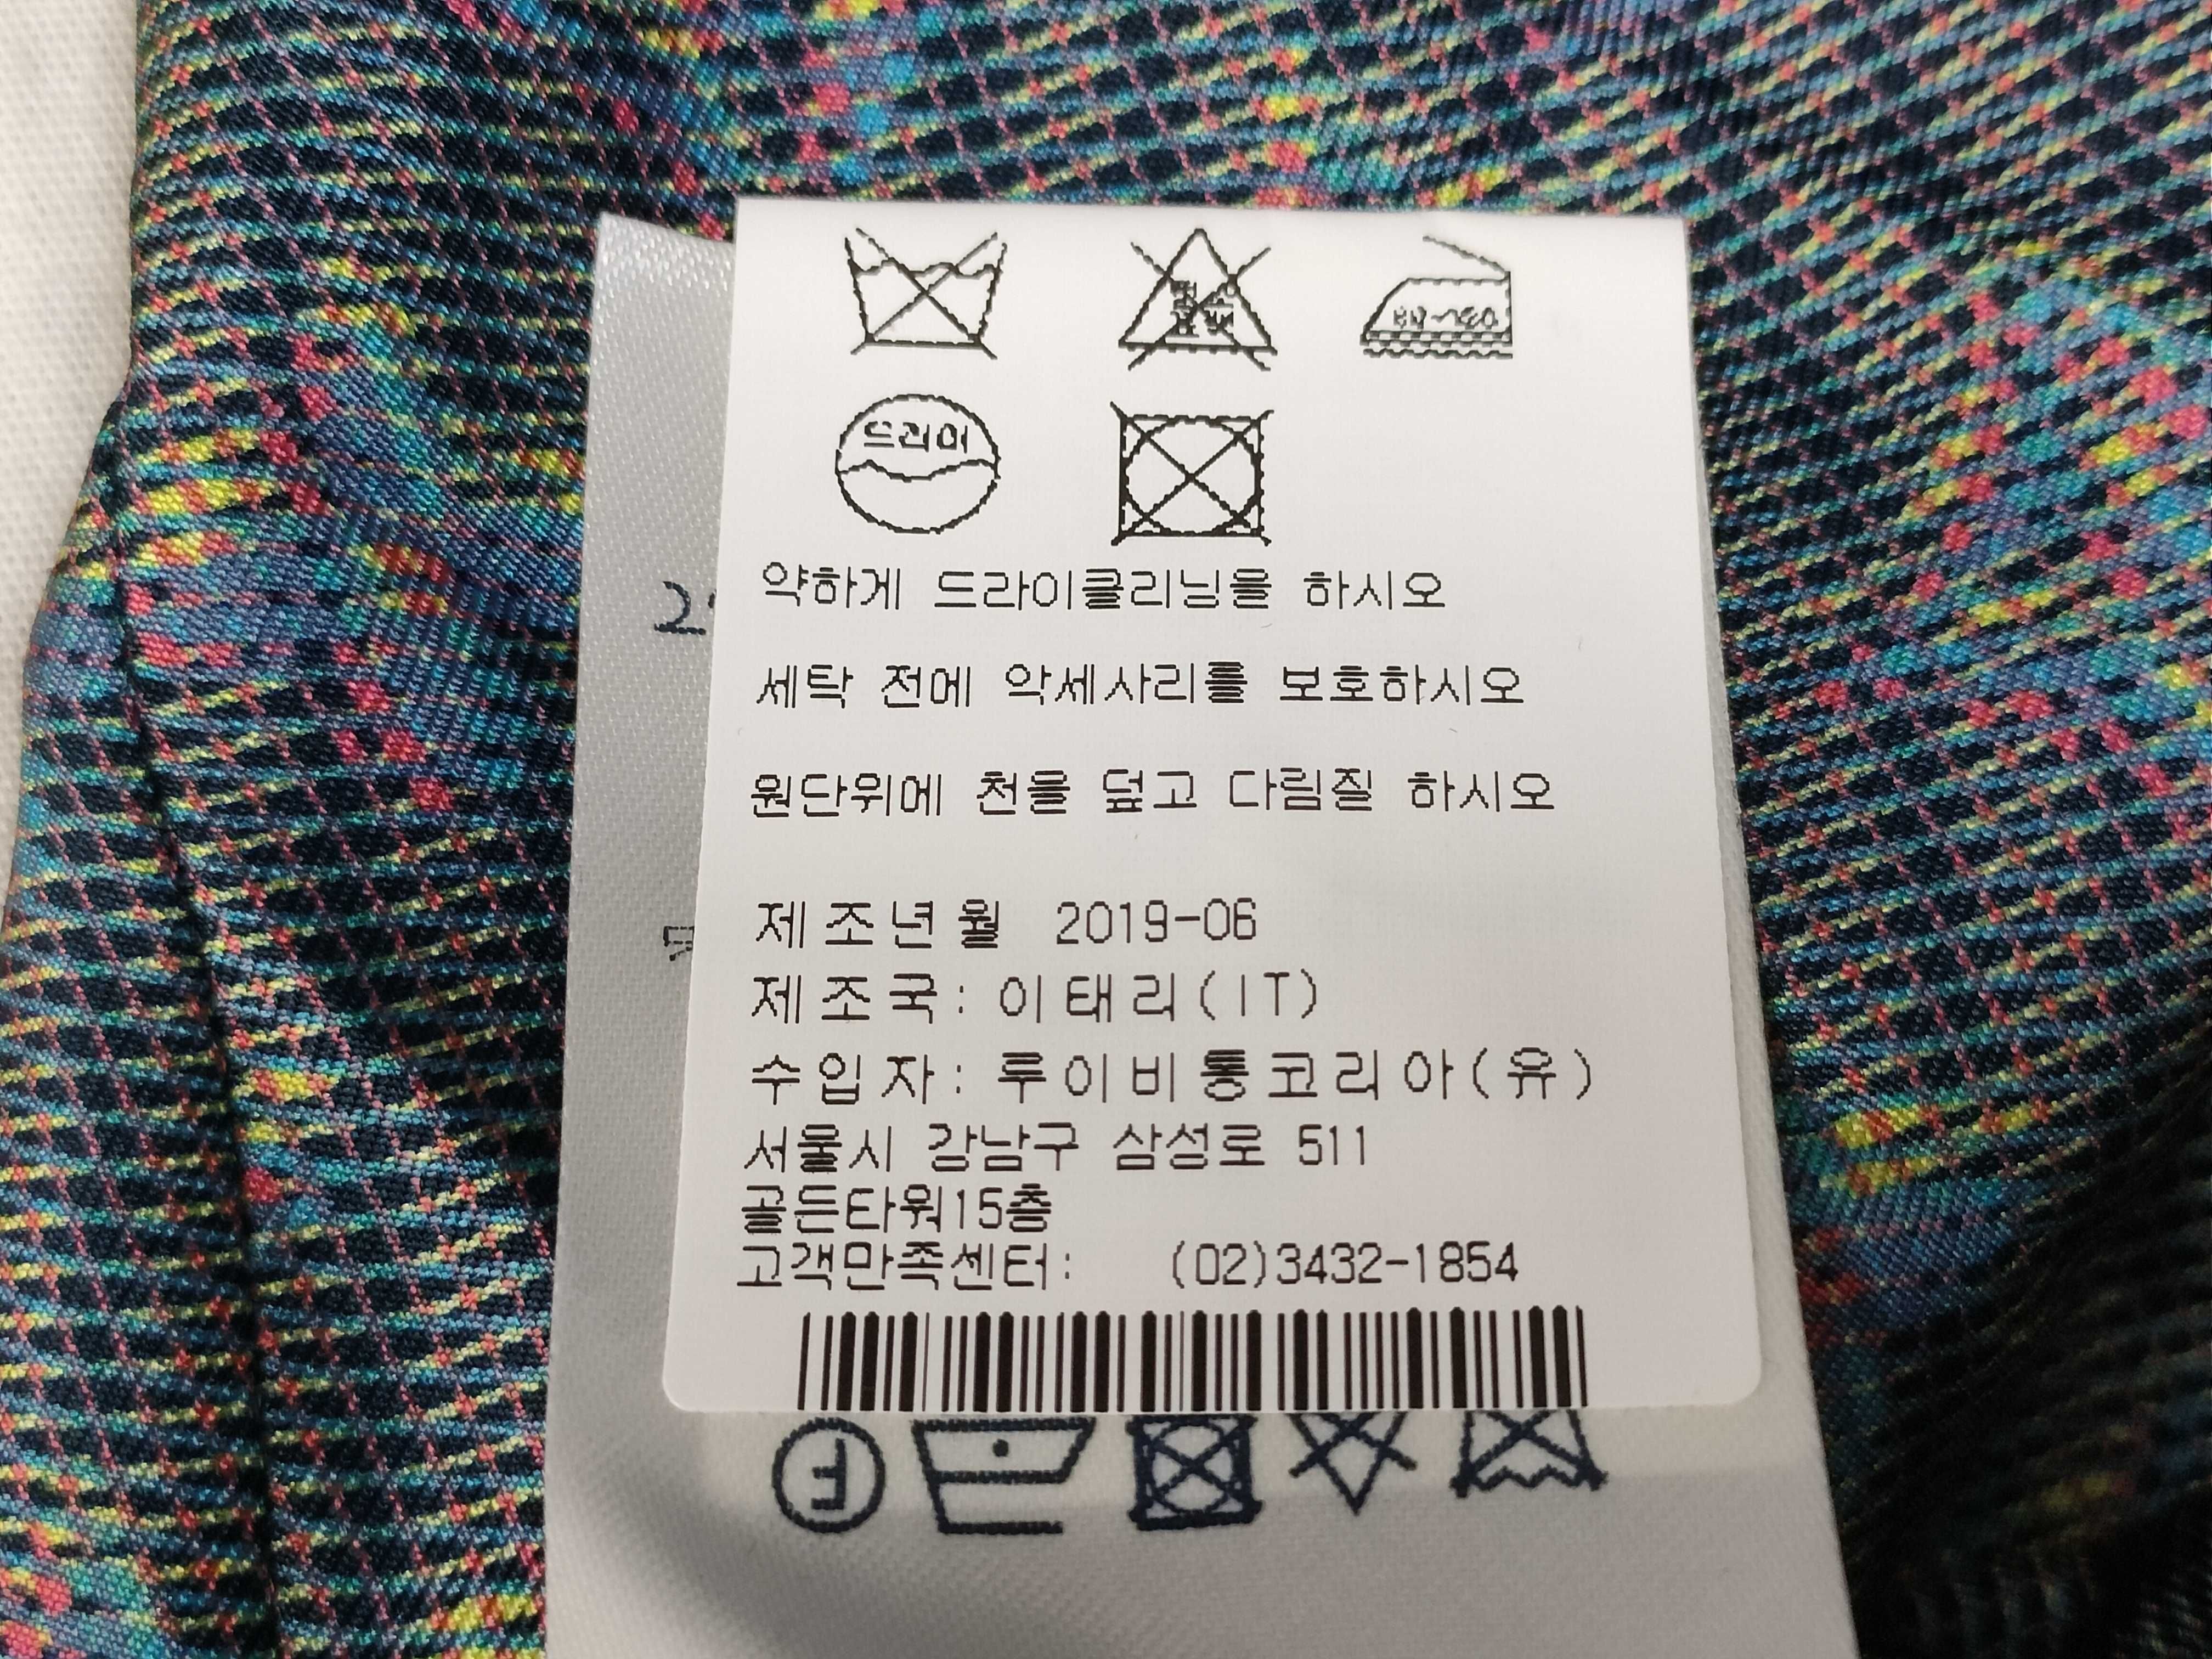 80~120
드라이
약하게 드라이클리닝을 하시오
세탁 전에 악세사리를 보호하시오
원단위에 천을 덮고 다림질 하시오
제조년월 2019-06
제조국: 이태리(IT)
수입자: 루이비통코리아(유)
서울시 강남구 삼성로 511
골든타워15층
고객만족센터: (02)3432-1854
F